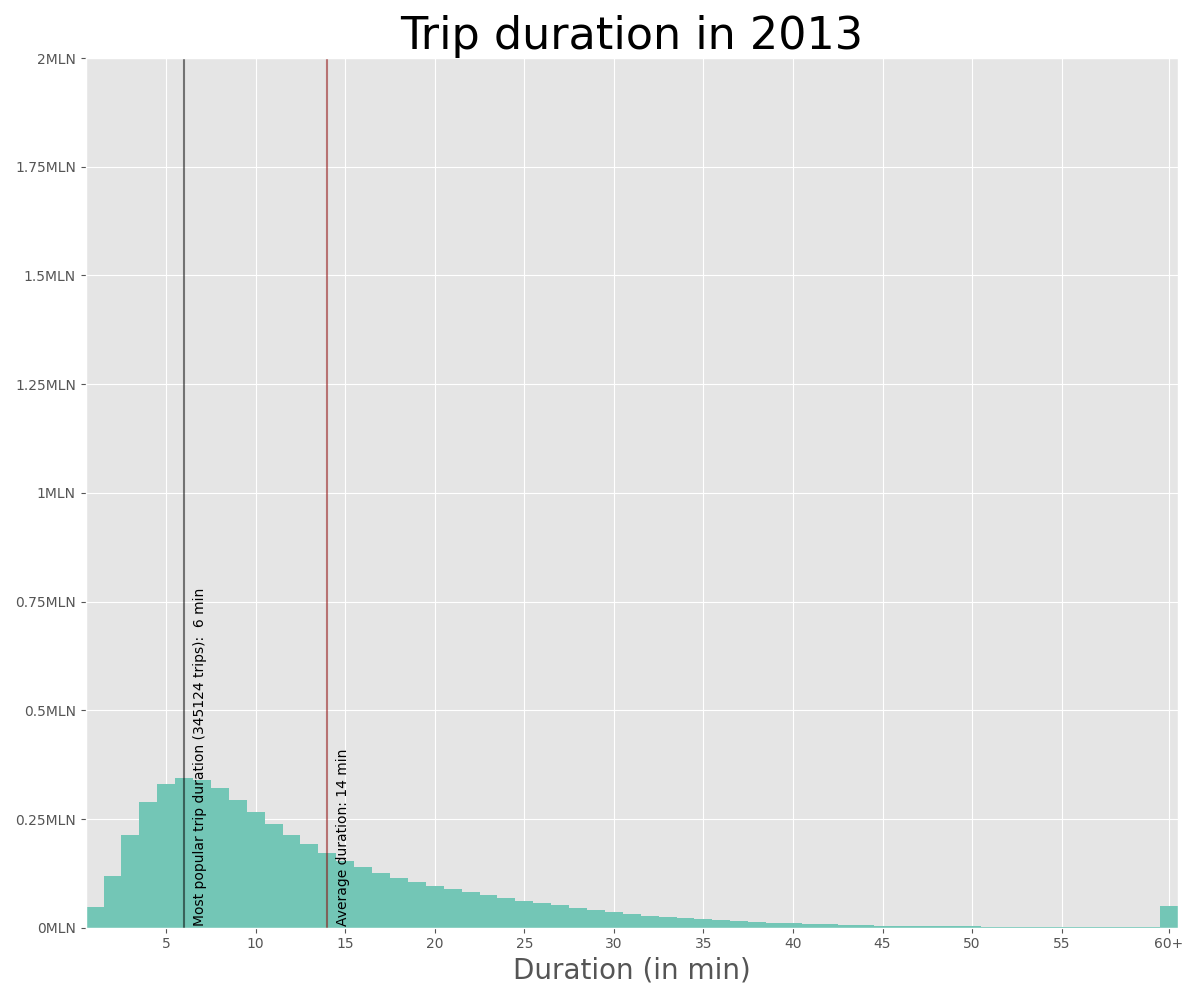 Trip duration in 2013
2MLN
1.75MLN
1.5MLN
1.25MLN
1MLN
0.75MLN
0.5MLN
0.25MLN
0MLN
Most popular trip duration (345124 trips):  6 min
Average duration: 14 min
5 10 15 20 25 30 35 40 45 50 55 60+
Duration (in min)